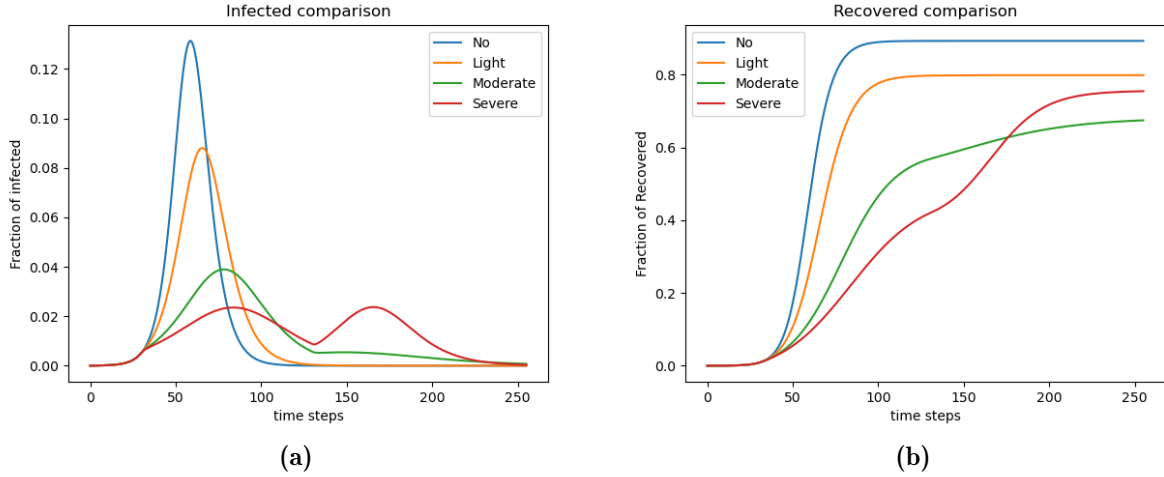 Infected comparison
Fraction of infected
0.12
0.10
0.08
0.06
0.04
0.02
0.00
No
Light
Moderate
Severe
0 50 100 150 200 250
time steps
(a)
Recovered comparison
Fraction of Recovered
0.8
0.6
0.4
0.2
0.0
No
Light
Moderate
Severe
0 50 100 150 200 250
time steps
(b)